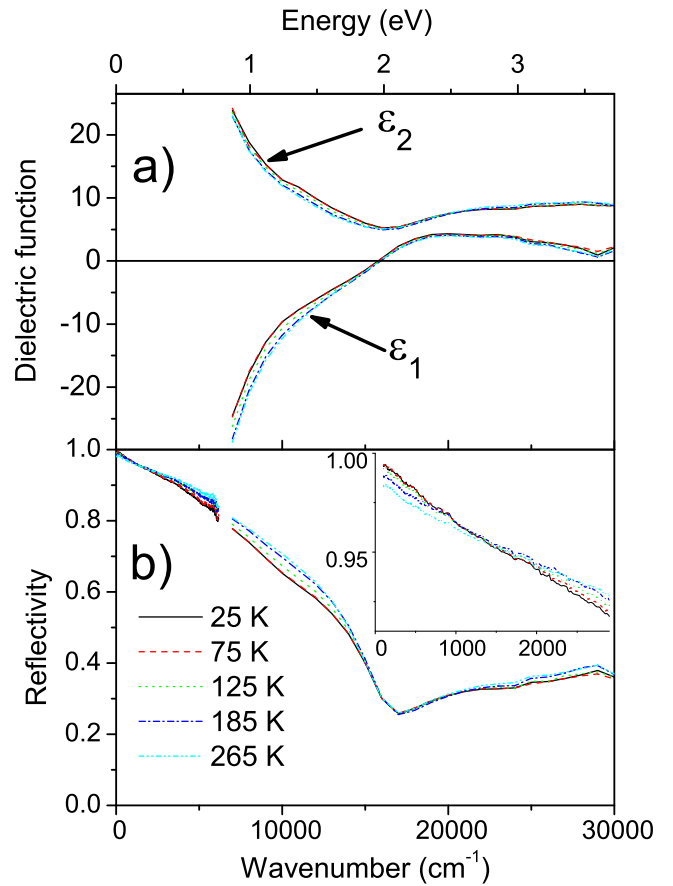 Energy (eV)
0 1 2 3
Dielectric function
20
10
0
-10
-20
a)
ε2
ε1
Reflectivity
1.0
0.8
0.6
0.4
0.2
0.0
b)
25 K
75 K
125 K
185 K
265 K
1.00
0.95
0 1000 2000
0 10000 20000 30000
Wavenumber (cm-1)